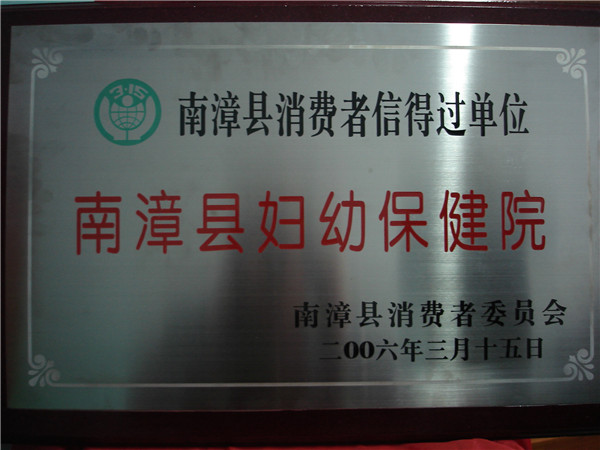 3·15
南漳县消费者信得过单位
南漳县妇幼保健院
南漳县消费者委员会
二00六年三月十五日